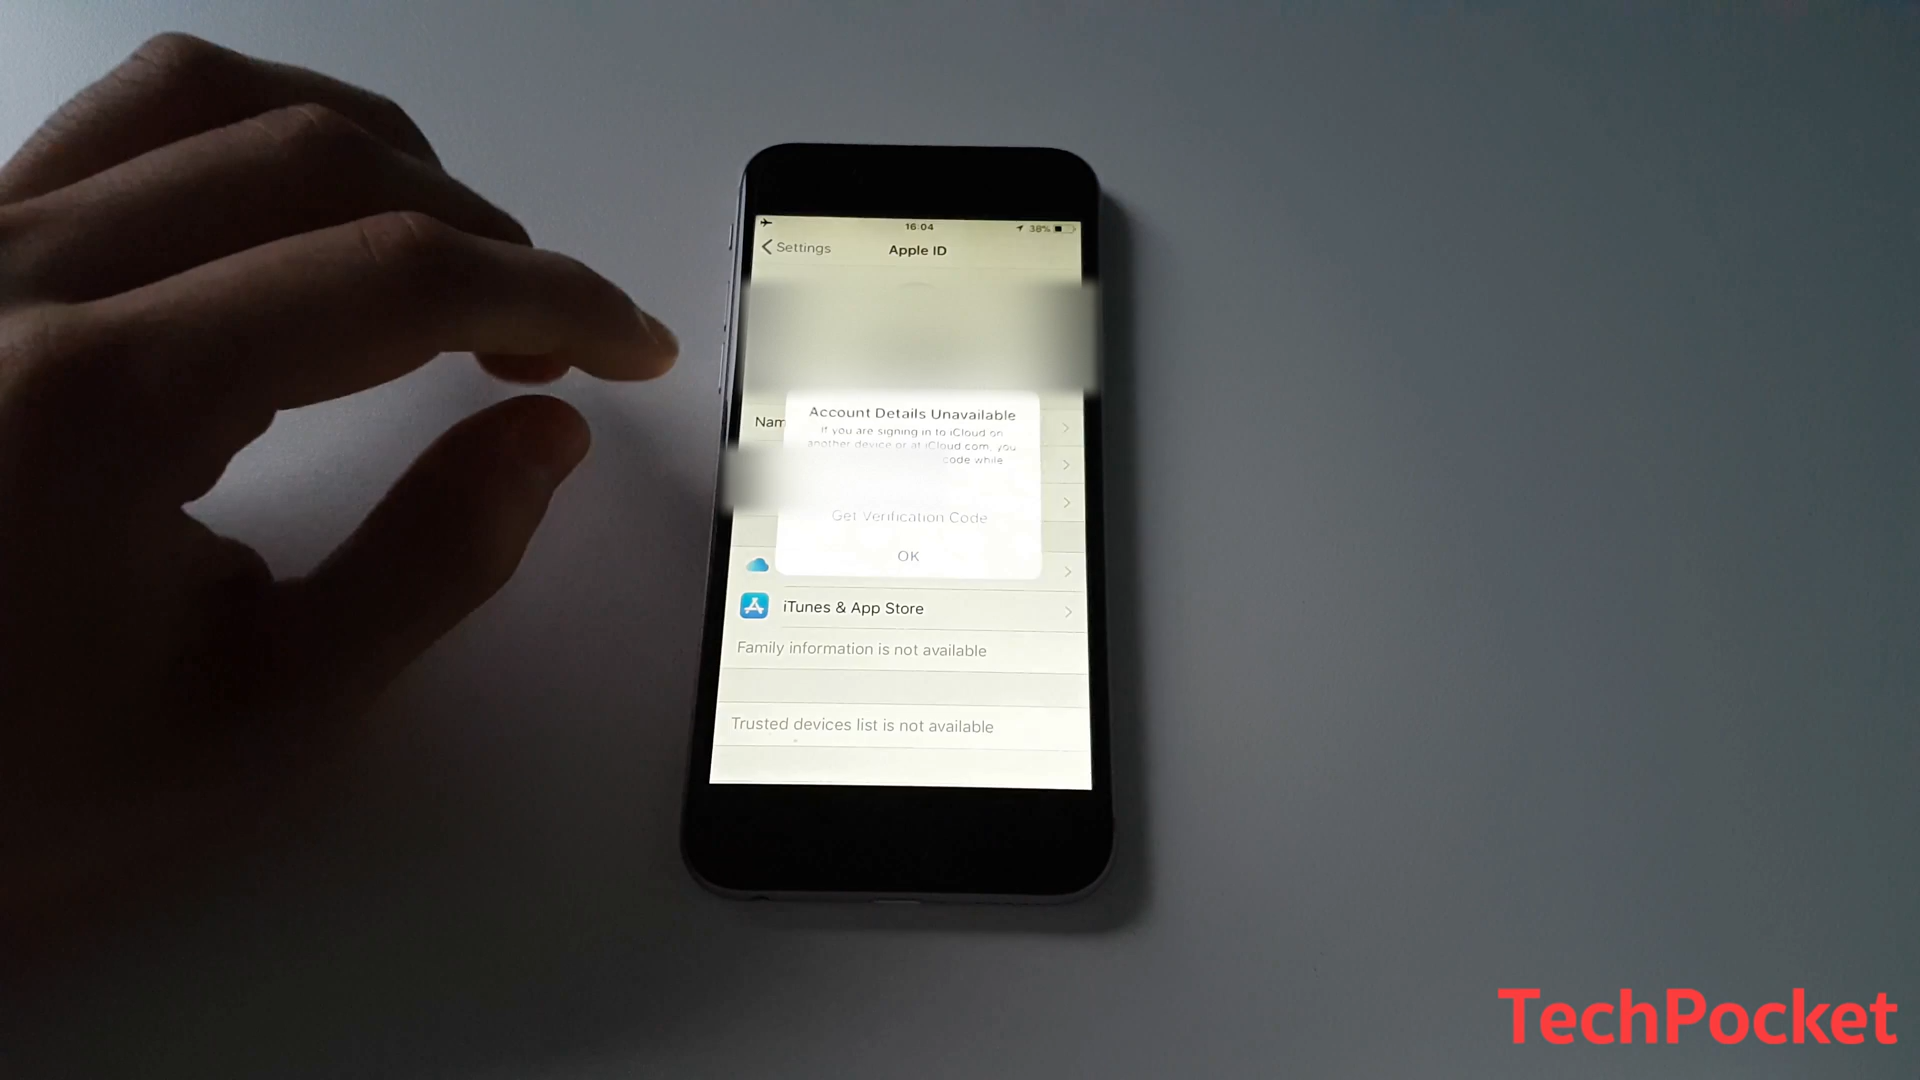 16:04
38%
Settings
Apple ID
Account Details Unavailable
If you are signing in to iCloud on
another device or at iCloud.com, you
code while
Nam
Get Verification Code
OK
iTunes & App Store
Family information is not available
Trusted devices list is not available
TechPocket